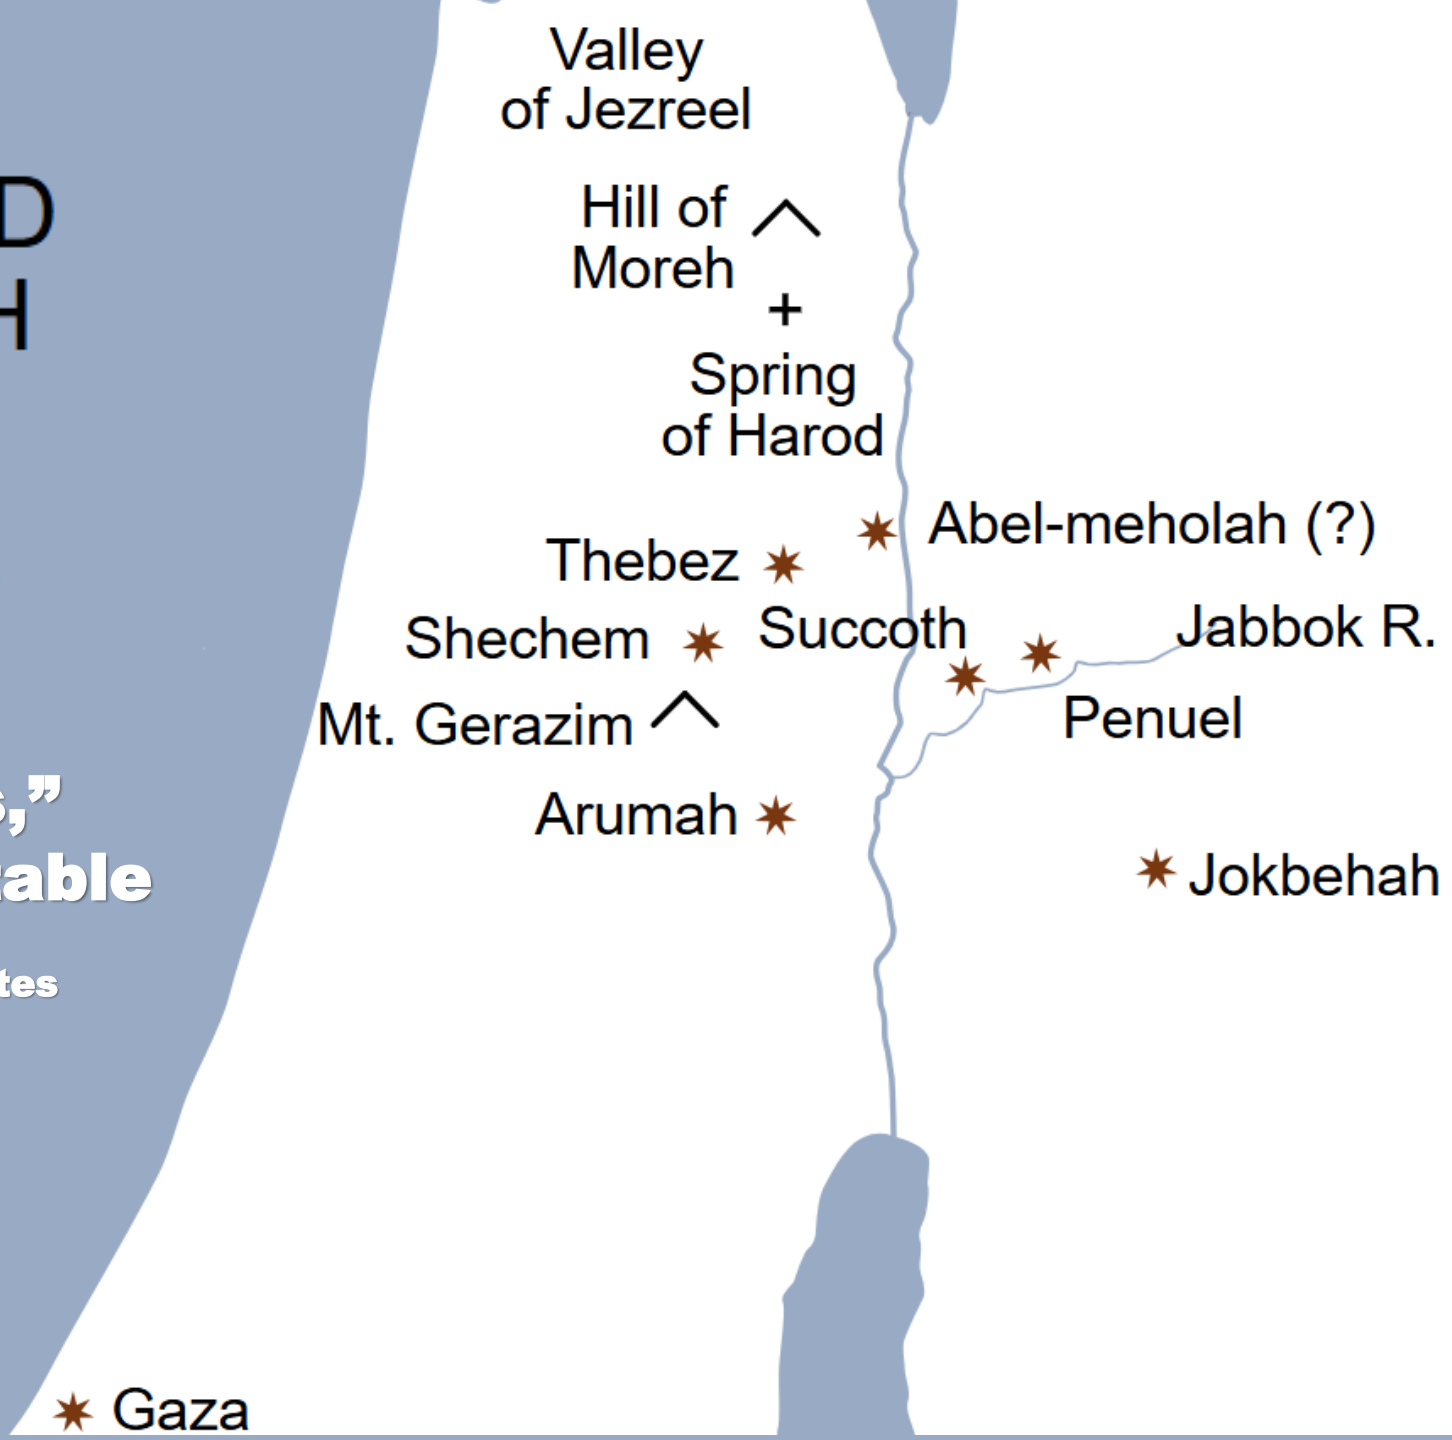 Valley
of Jezreel
D
Hill of
Moreh
H
+
Spring
of Harod
Abel-meholah (?)
Thebez
Succoth
Jabbok R.
Shechem
Penuel
Mt. Gerazim
Arumah
Jokbehah
Gaza